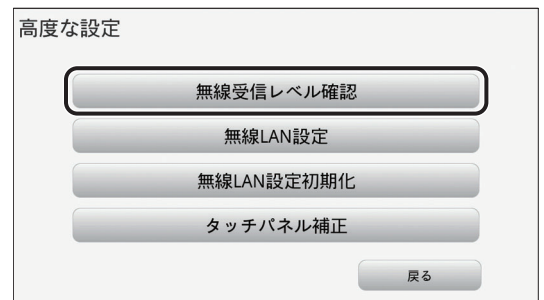 高度な設定
無線受信レベル確認
無線LAN設定
無線LAN設定初期化
タッチパネル補正
戻る